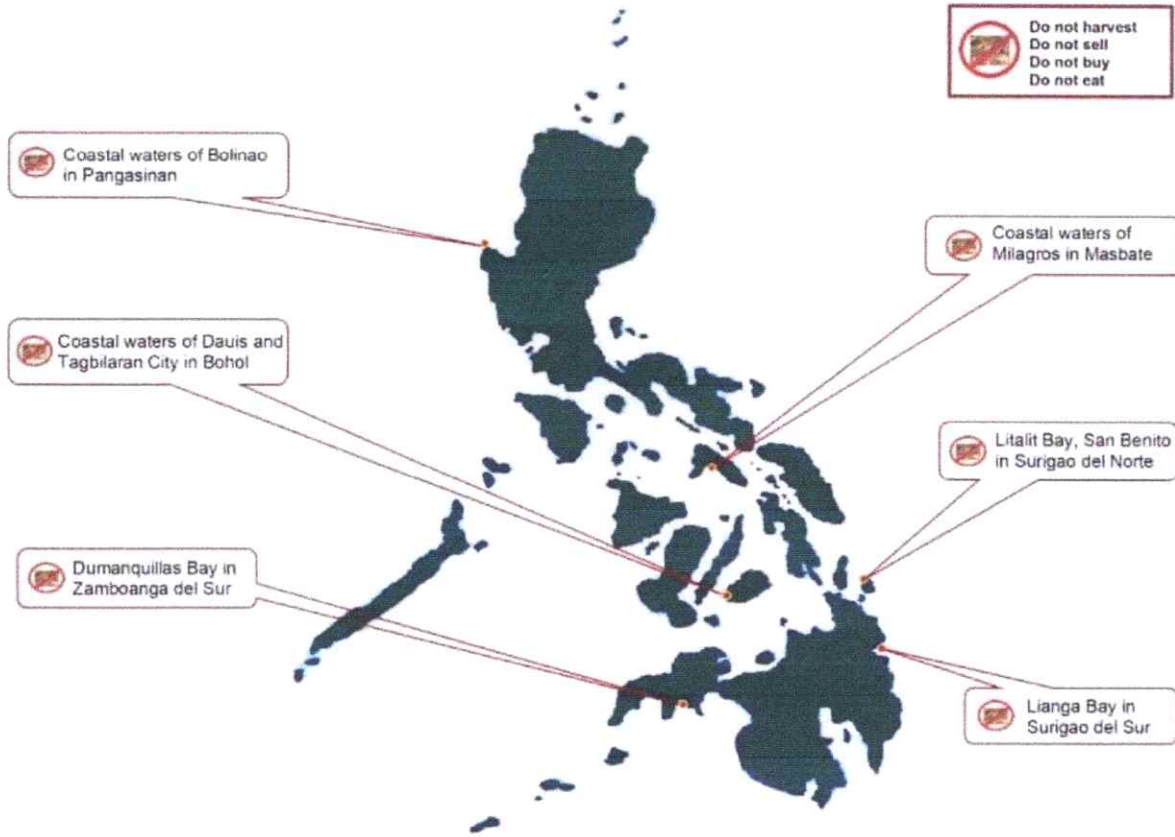 Do not harvest
Do not sell
Do not buy
Do not eat
Coastal waters of Bolinao
in Pangasinan
Coastal waters of
Milagros in Masbate
Coastal waters of Dauis and
Tagbilaran City in Bohol
Litalit Bay, San Benito
in Surigao del Norte
Dumanquillas Bay in
Zamboanga del Sur
Lianga Bay in
Surigao del Sur